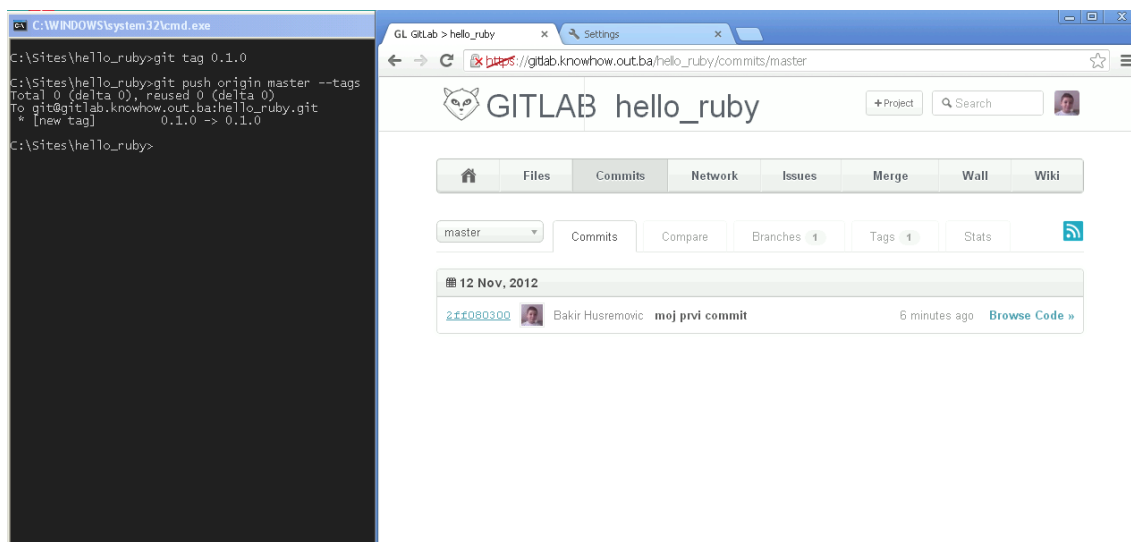 C:\WINDOWS\system32\cmd.exe
C:\Sites\hello_ruby>git tag 0.1.0
C:\Sites\hello_ruby>git push origin master --tags
Total 0 (delta 0), reused 0 (delta 0)
To git@gitlab.knowhow.out.ba:hello_ruby.git
 * [new tag]         0.1.0 -> 0.1.0
C:\Sites\hello_ruby>
GL GitLab > hello_ruby Settings
https://gitlab.knowhow.out.ba/hello_ruby/commits/master
GITLAB hello_ruby +Project Search
Files Commits Network Issues Merge Wall Wiki
master Commits Compare Branches 1 Tags 1 Stats
12 Nov, 2012
2ff080300 Bakir Husremovic moj prvi commit 6 minutes ago Browse Code »